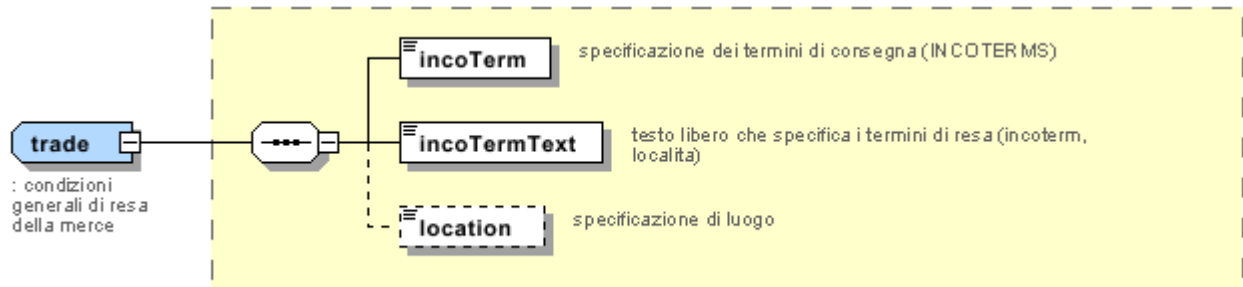 incoTerm
specificazione dei termini di consegna (INCOTERMS)
trade
: condizioni
generali di resa
della merce
incoTermText
testo libero che specifica i termini di resa (incoterm,
localita)
location
specificazione di luogo